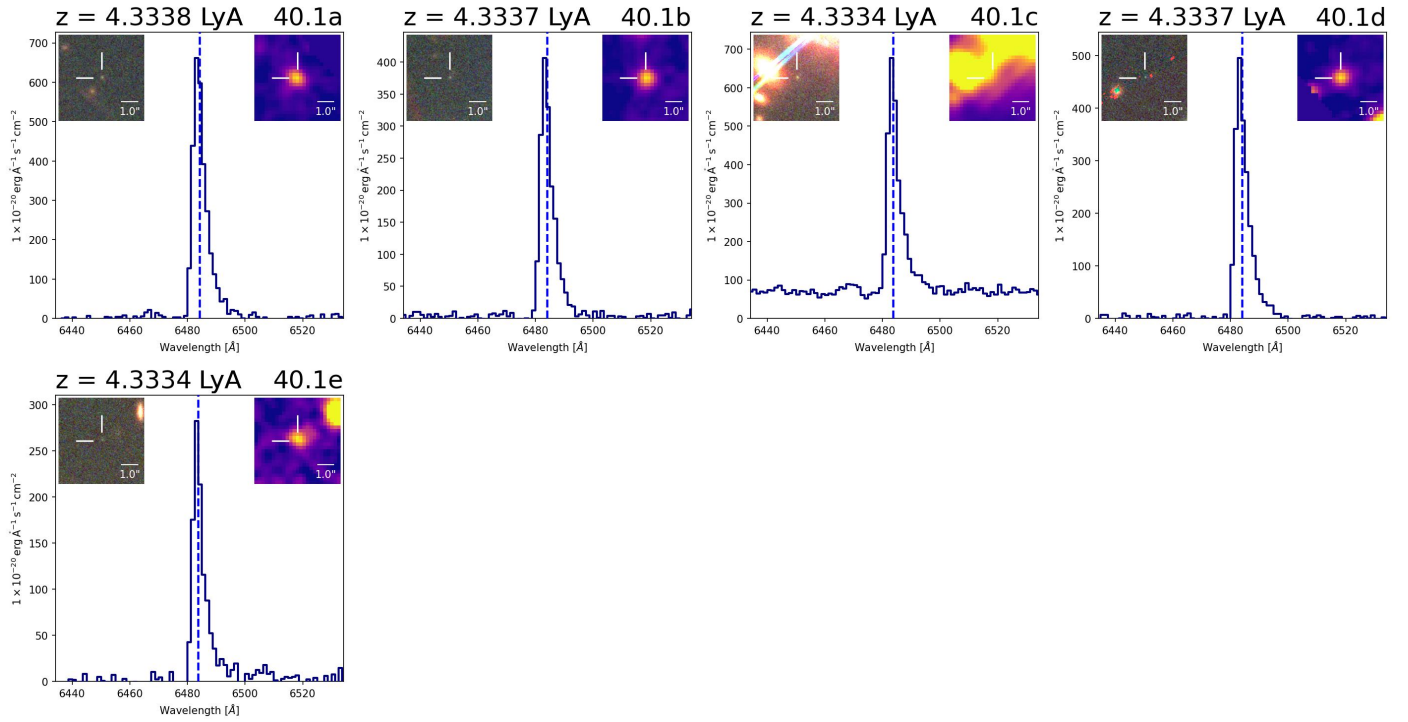 z = 4.3338 LyA 40.1a
700
600
500
400
300
200
100
0
1 × 10⁻²⁰ erg Å⁻¹ s⁻¹ cm⁻²
1.0"
1.0"
6440 6460 6480 6500 6520
Wavelength [Å]
z = 4.3337 LyA 40.1b
400
350
300
250
200
150
100
50
0
1 × 10⁻²⁰ erg Å⁻¹ s⁻¹ cm⁻²
1.0"
1.0"
6440 6460 6480 6500 6520
Wavelength [Å]
z = 4.3334 LyA 40.1c
700
600
500
400
300
200
100
0
1 × 10⁻²⁰ erg Å⁻¹ s⁻¹ cm⁻²
1.0"
1.0"
6440 6460 6480 6500 6520
Wavelength [Å]
z = 4.3337 LyA 40.1d
500
400
300
200
100
0
1 × 10⁻²⁰ erg Å⁻¹ s⁻¹ cm⁻²
1.0"
1.0"
6440 6460 6480 6500 6520
Wavelength [Å]
z = 4.3334 LyA 40.1e
300
250
200
150
100
50
0
1 × 10⁻²⁰ erg Å⁻¹ s⁻¹ cm⁻²
1.0"
1.0"
6440 6460 6480 6500 6520
Wavelength [Å]